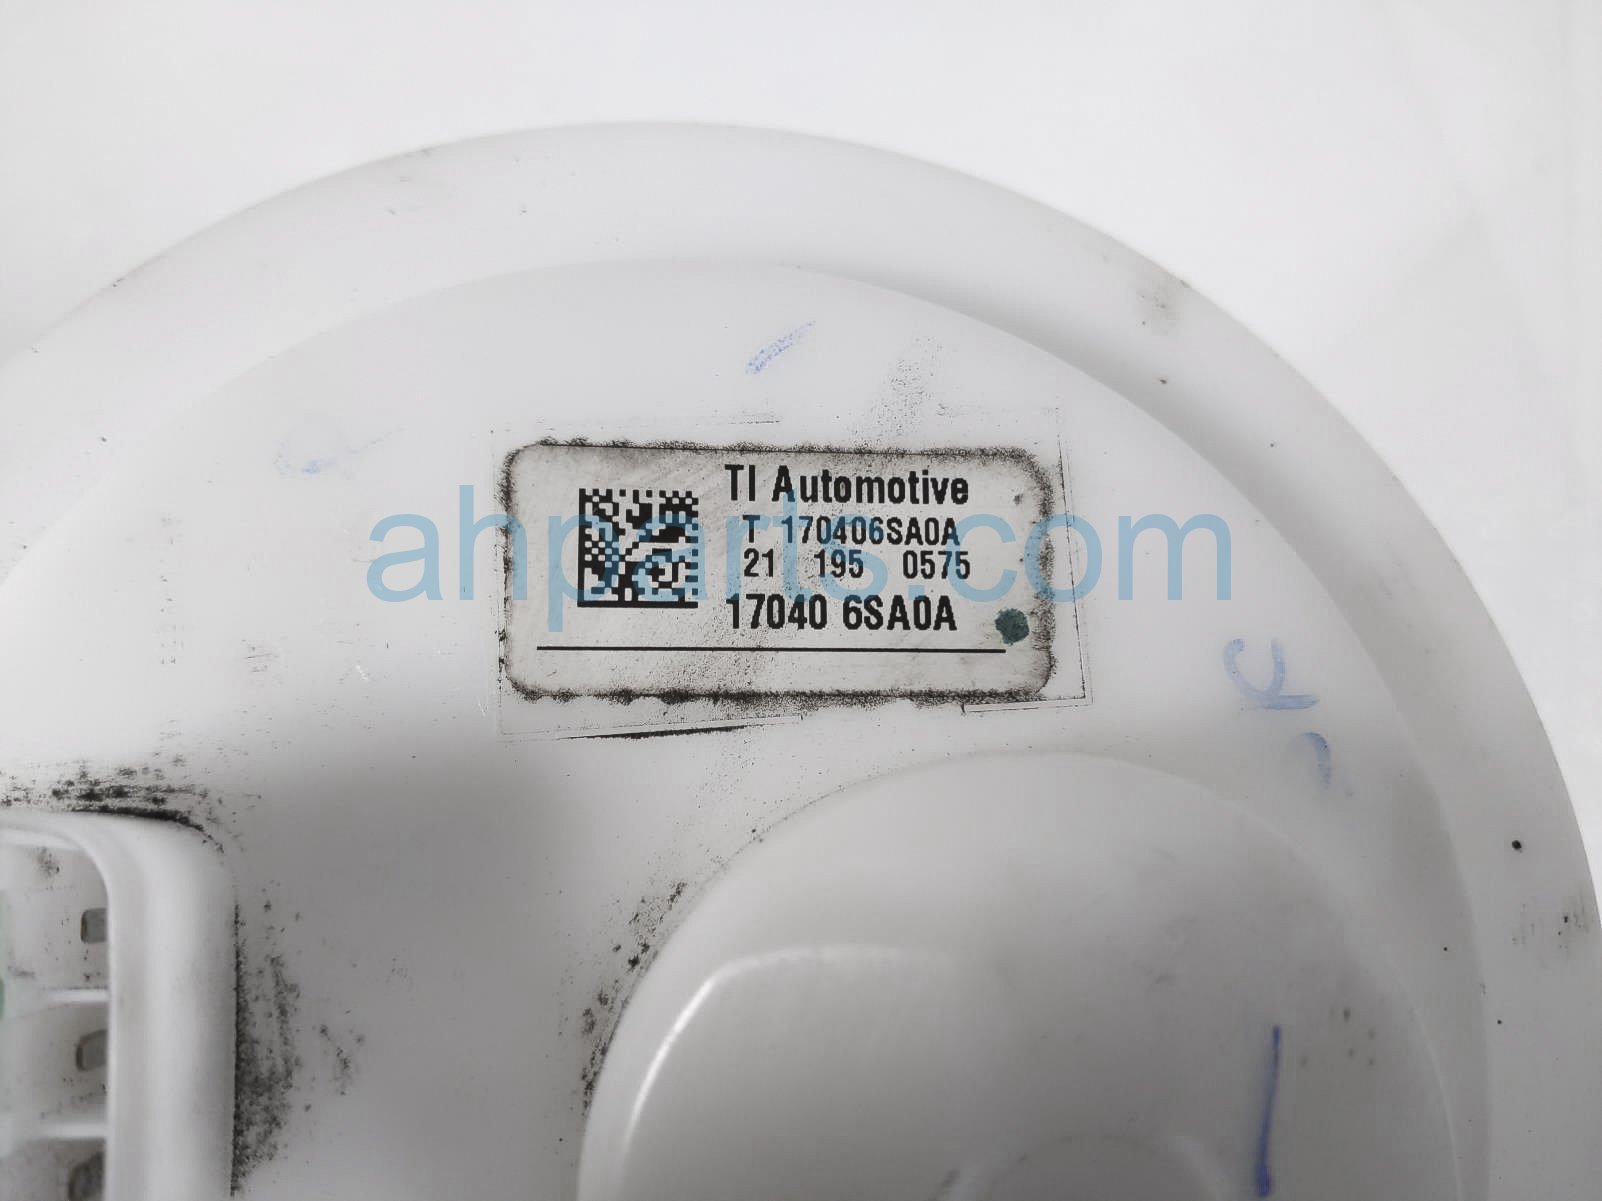 TI Automotive
T 170406SA0A
21 195 0575
17040 6SA0A
ahparts.com